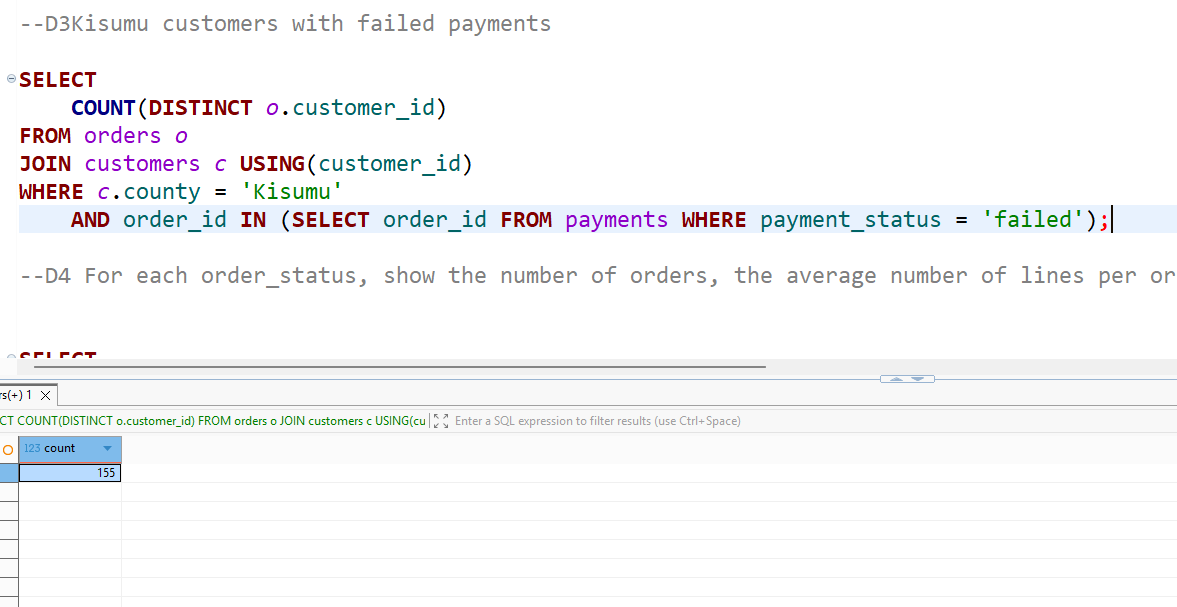 --D3Kisumu customers with failed payments
SELECT
COUNT(DISTINCT o.customer_id)
FROM orders o
JOIN customers c USING(customer_id)
WHERE c.county = 'Kisumu'
AND order_id IN (SELECT order_id FROM payments WHERE payment_status = 'failed');
--D4 For each order_status, show the number of orders, the average number of lines per or
SELECT
rs(+) 1
CT COUNT(DISTINCT o.customer_id) FROM orders o JOIN customers c USING(cu
Enter a SQL expression to filter results (use Ctrl+Space)
123 count
155